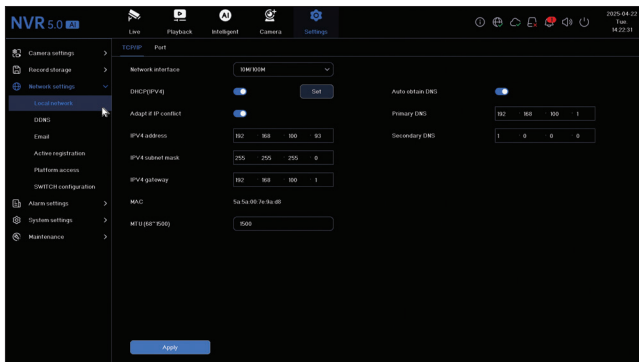 NVR 5.0 AI
Live
Playback
AI
Intelligent
Camera
Settings
2025-04-22
Tue
14:22:31
Camera settings
Record storage
Network settings
Local network
DDNS
Email
Active registration
Platform access
SWITCH configuration
Alarm settings
System settings
Maintenance
TCP/IP Port
Network interface 10M/100M
DHCP(IPV4) Set Auto obtain DNS
Adapt if IP conflict Primary DNS 192 · 168 · 100 · 1
IPV4 address 192 · 168 · 100 · 93 Secondary DNS 1 · 0 · 0 · 0
IPV4 subnet mask 255 · 255 · 255 · 0
IPV4 gateway 192 · 168 · 100 · 1
MAC 5a:5a:00:7e:9a:d8
MTU(68~1500) 1500
Apply